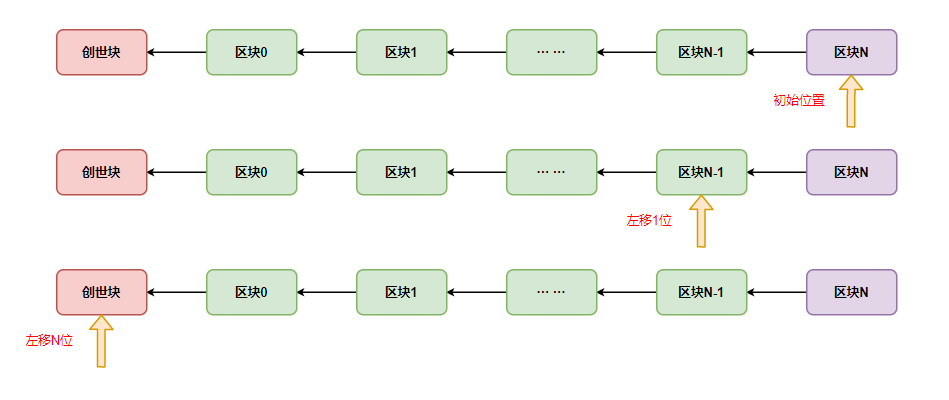 创世块 区块0 区块1 ... ... 区块N-1 区块N
初始位置
创世块 区块0 区块1 ... ... 区块N-1 区块N
左移1位
创世块 区块0 区块1 ... ... 区块N-1 区块N
左移N位